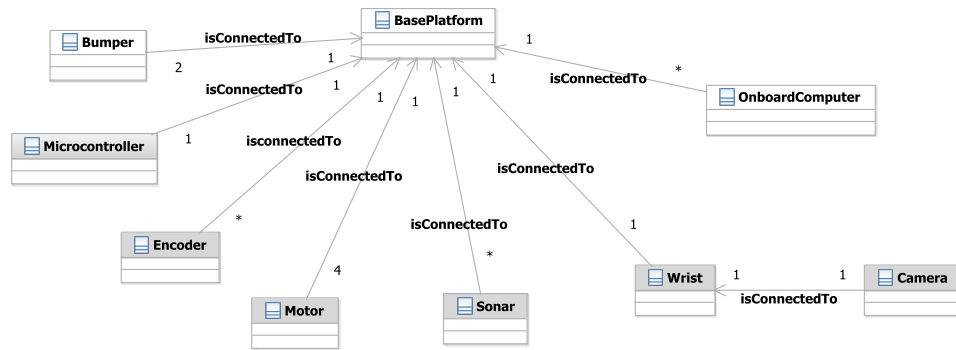 BasePlatform
isConnectedTo
Bumper
1
2
1
*
isConnectedTo
isConnectedTo
1
1
1
1
1
OnboardComputer
1
isconnectedTo
Microcontroller
isConnectedTo
isConnectedTo
*
isConnectedTo
1
Encoder
*
4
Wrist
1
1
Camera
isConnectedTo
Motor
Sonar